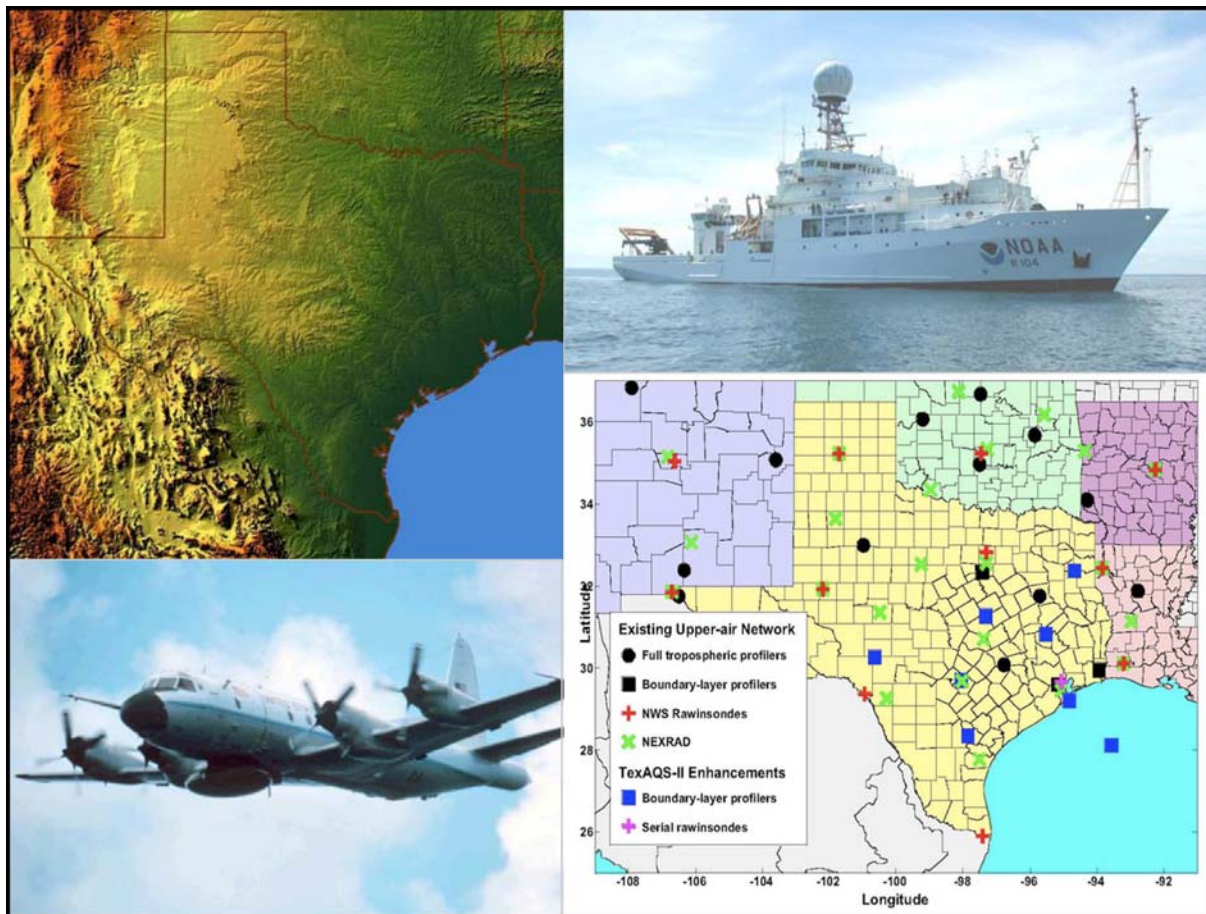 NOAA
R 104
36
34
32
30
28
26
Latitude
Existing Upper-air Network
Full tropospheric profilers
Boundary-layer profilers
NWS Rawinsondes
NEXRAD
TexAQS-II Enhancements
Boundary-layer profilers
Serial rawinsondes
-108
-106
-104
-102
-100
-98
-96
-94
-92
Longitude